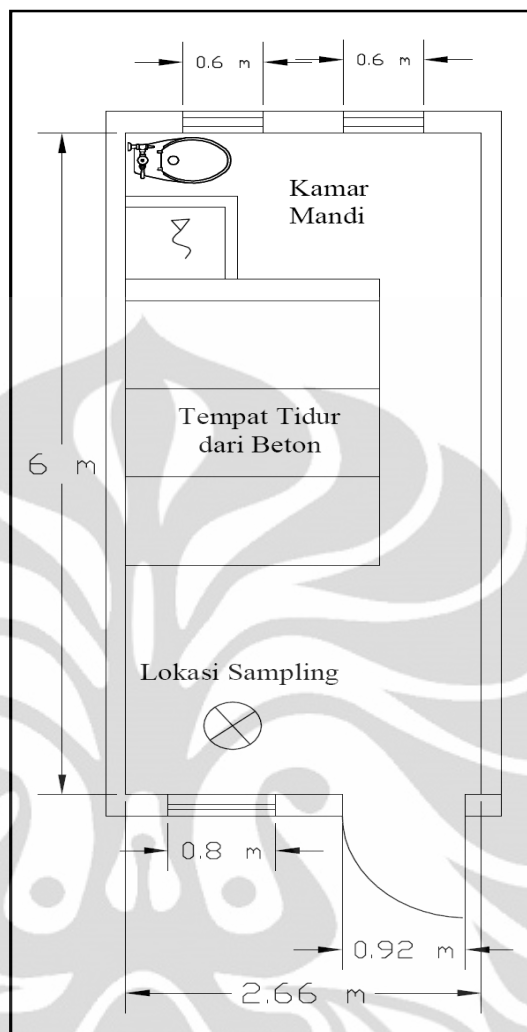 0.6 m
0.6 m
Kamar
Mandi
Tempat Tidur
dari Beton
6 m
Lokasi Sampling
0.8 m
0.92 m
2.66 m